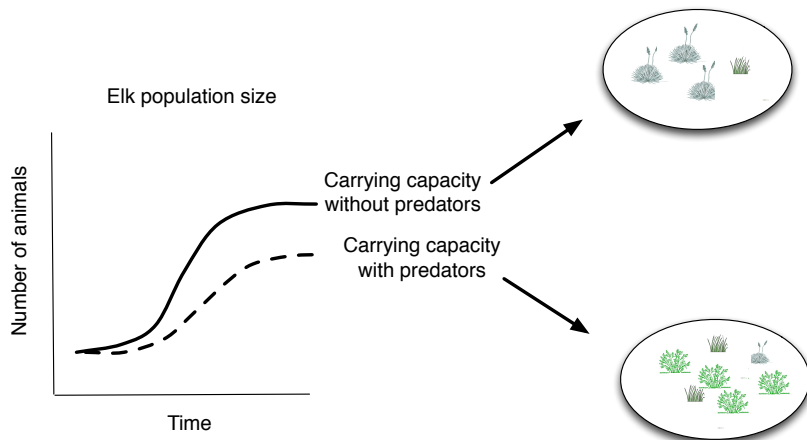 Elk population size
Number of animals
Carrying capacity
without predators
Carrying capacity
with predators
Time